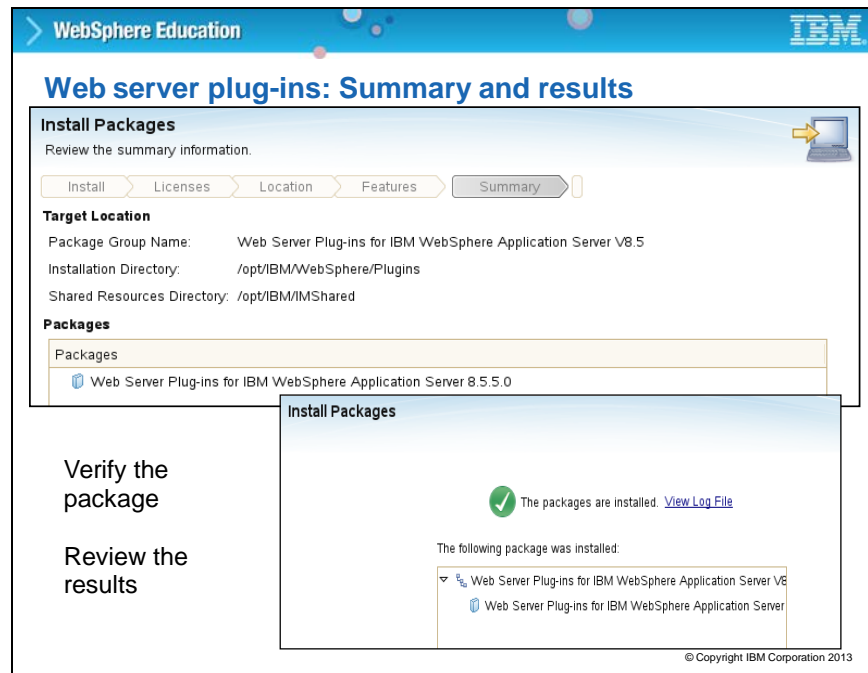 WebSphere Education
IBM
Web server plug-ins: Summary and results
Install Packages
Review the summary information.
Install Licenses Location Features Summary
Target Location
Package Group Name: Web Server Plug-ins for IBM WebSphere Application Server V8.5
Installation Directory: /opt/IBM/WebSphere/Plugins
Shared Resources Directory: /opt/IBM/IMShared
Packages
Packages
Web Server Plug-ins for IBM WebSphere Application Server 8.5.5.0
Install Packages
The packages are installed. View Log File
The following package was installed:
Web Server Plug-ins for IBM WebSphere Application Server V8
Web Server Plug-ins for IBM WebSphere Application Server
Verify the
package
Review the
results
© Copyright IBM Corporation 2013